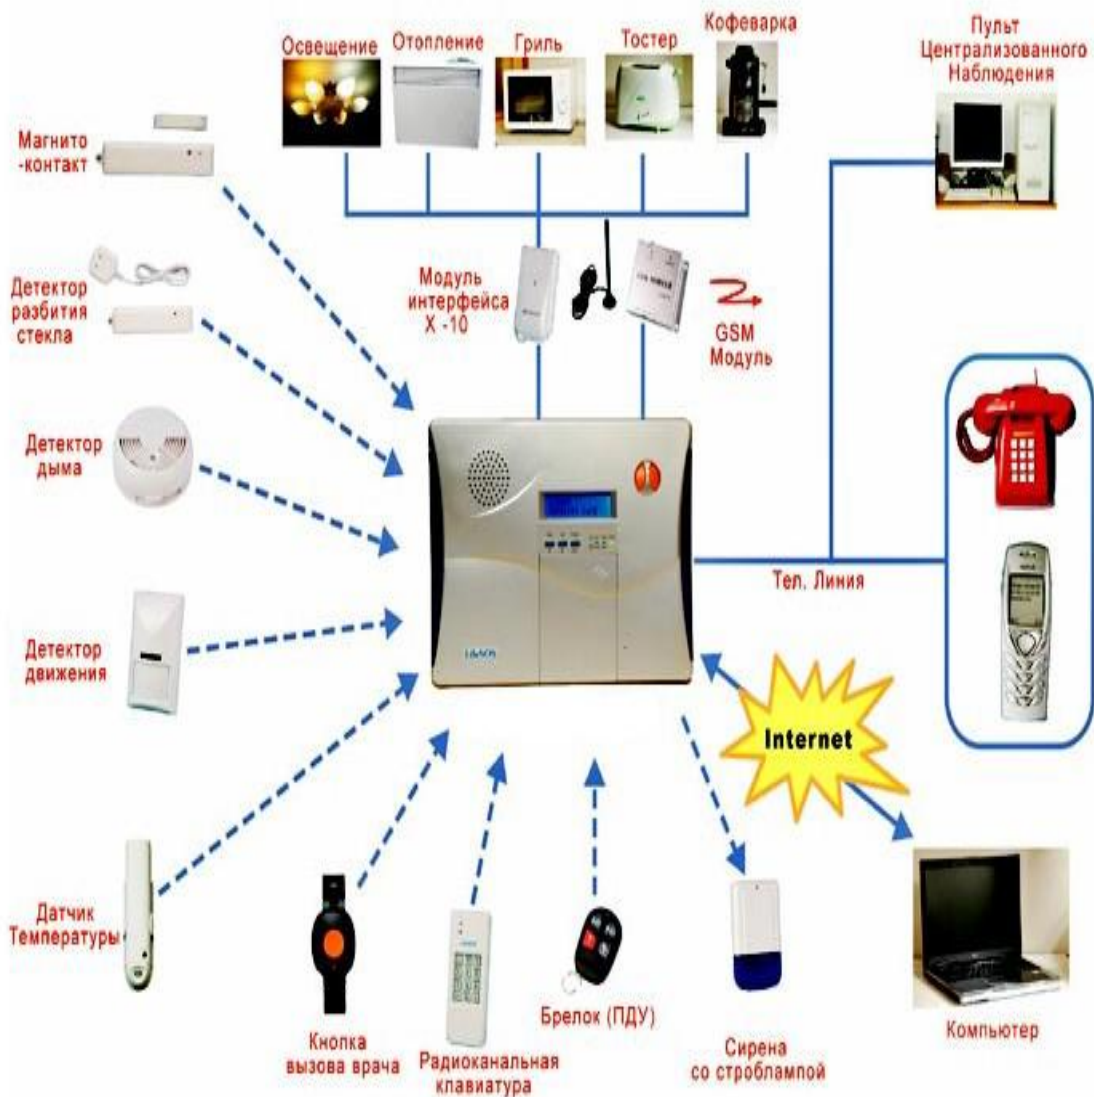 Освещение
Отопление
Гриль
Тостер
Кофеварка
Пульт
Централизованного
Наблюдения
Магнито
-контакт
Детектор
разбития
стекла
Модуль
интерфейса
X -10
GSM
Модуль
Детектор
дыма
Тел. Линия
Детектор
движения
Internet
Датчик
Температуры
Кнопка
вызова врача
Радиоканальная
клавиатура
Брелок (ПДУ)
Сирена
со стробллампой
Компьютер